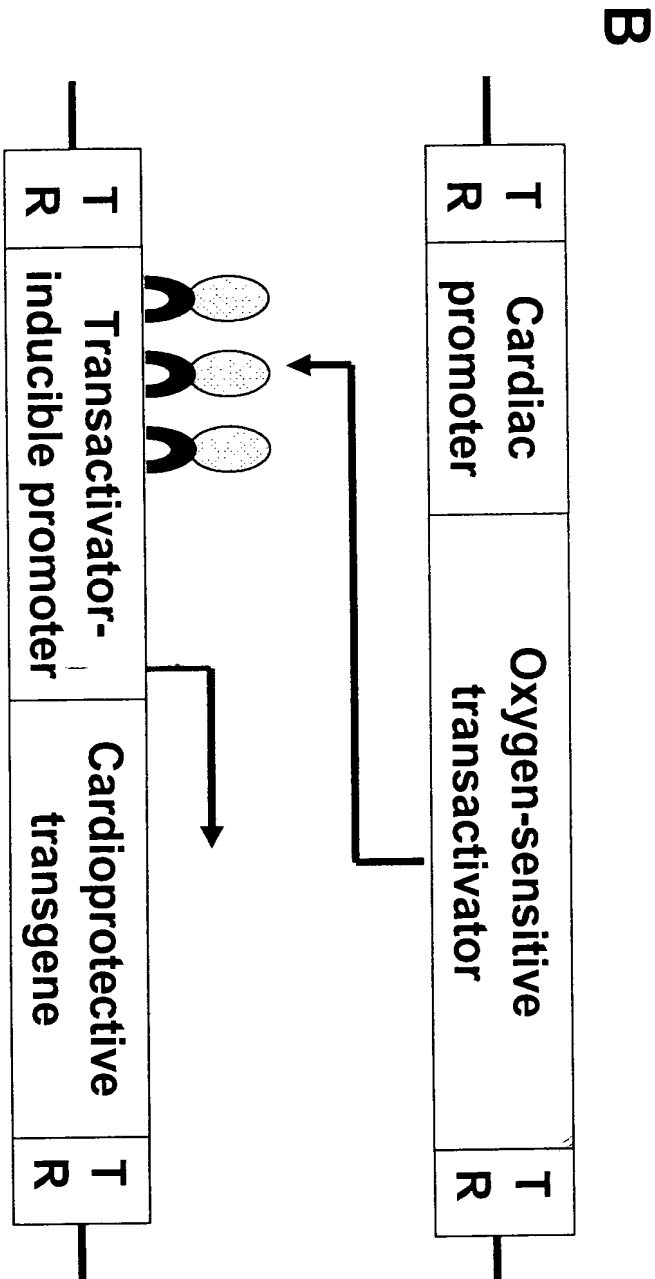 B
T
R
Cardiac
promoter
Oxygen-sensitive
transactivator
T
R
T
R
Transactivator-
inducible promoter
Cardioprotective
transgene
T
R